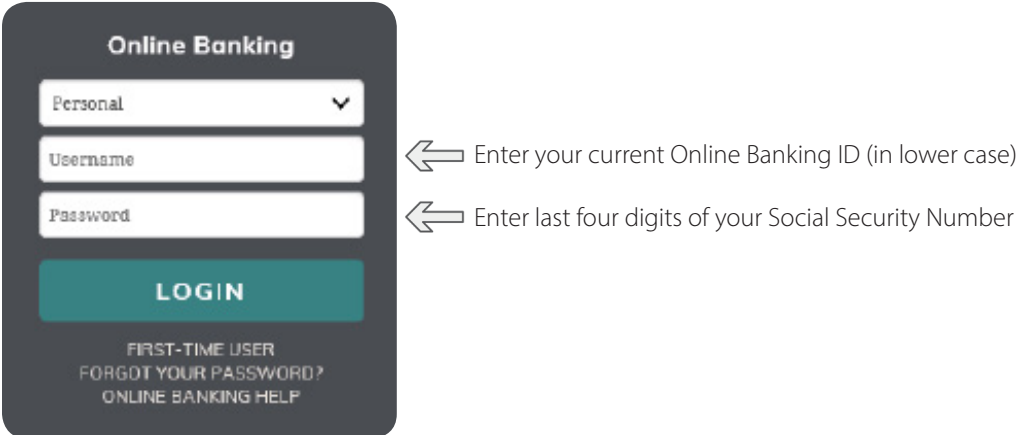 Online Banking
Personal
Username
Enter your current Online Banking ID (in lower case)
Password
Enter last four digits of your Social Security Number
LOGIN
FIRST-TIME USER
FORGOT YOUR PASSWORD?
ONLINE BANKING HELP